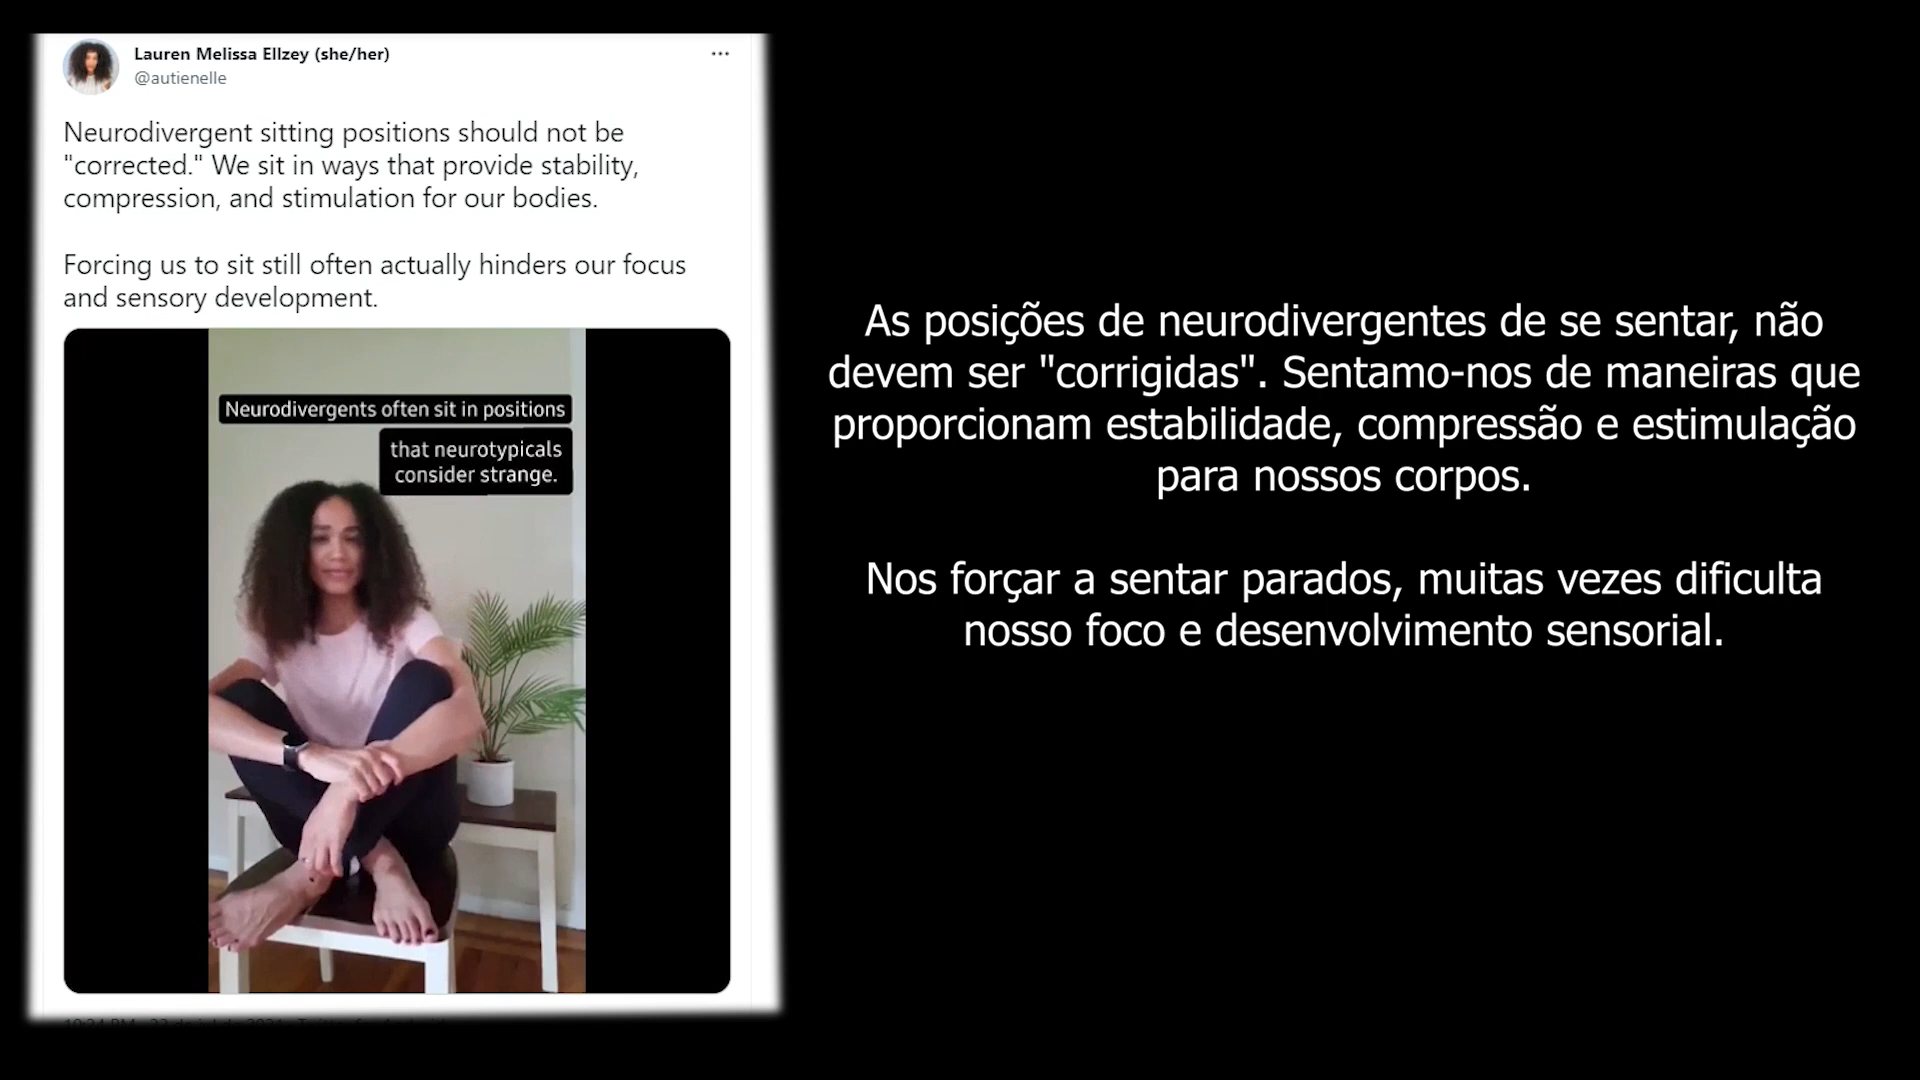 Lauren Melissa Ellzey (she/her)
@autienelle
Neurodivergent sitting positions should not be
"corrected." We sit in ways that provide stability,
compression, and stimulation for our bodies.
Forcing us to sit still often actually hinders our focus
and sensory development.
Neurodivergents often sit in positions
that neurotypicals
consider strange.
As posições de neurodivergentes de se sentar, não
devem ser "corrigidas". Sentamo-nos de maneiras que
proporcionam estabilidade, compressão e estimulação
para nossos corpos.
Nos forçar a sentar parados, muitas vezes dificulta
nosso foco e desenvolvimento sensorial.